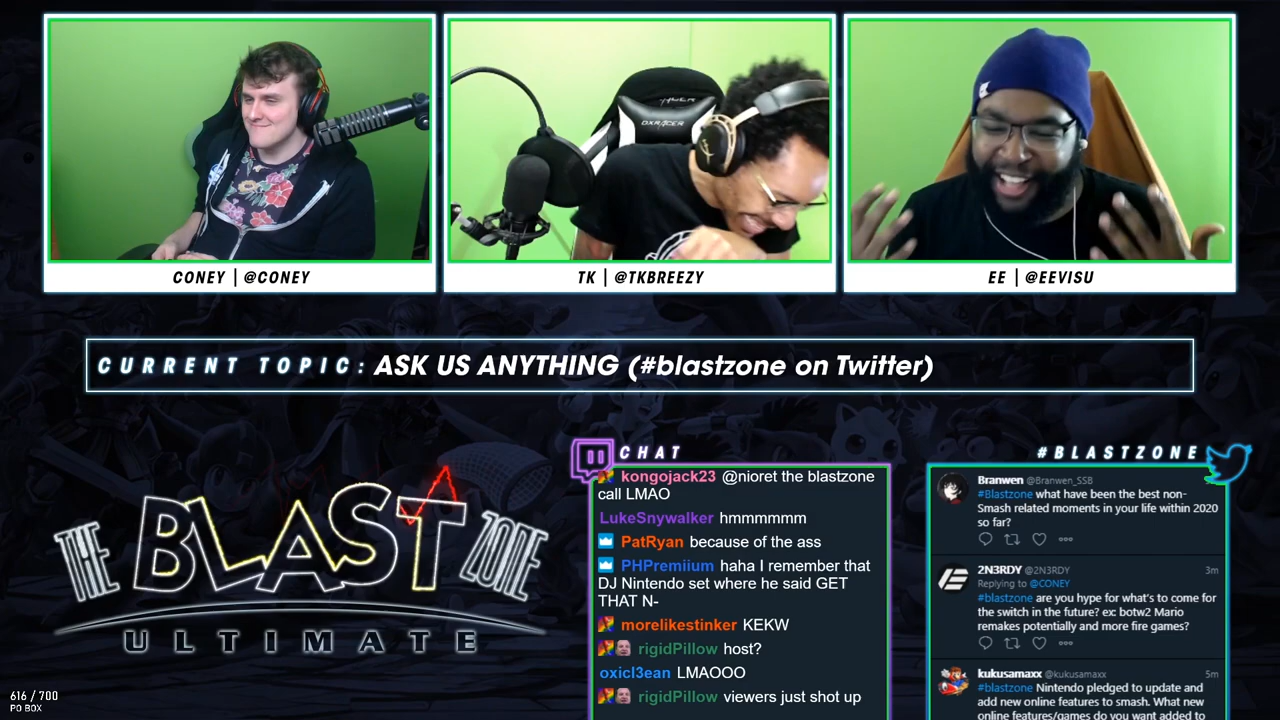 DXRACER
CONEY | @CONEY
TK | @TKBREEZY
EE | @EEVISU
CURRENT TOPIC: ASK US ANYTHING (#blastzone on Twitter)
THE BLAST ZONE
ULTIMATE
616 / 700
PO BOX
CHAT
kongojack23 @nioret the blastzone
call LMAO
LukeSnywalker hmmmmmm
PatRyan because of the ass
PHPremiium haha I remember that
DJ Nintendo set where he said GET
THAT N-
morelikestinker KEKW
rigidPillow host?
oxicl3ean LMAOOO
rigidPillow viewers just shot up
#BLASTZONE
Branwen @Branwen_SSB
#Blastzone what have been the best non-
Smash related moments in your life within 2020
so far?
2N3RDY @2N3RDY 3m
Replying to @CONEY
#blastzone are you hype for what's to come for
the switch in the future? ex: botw2 Mario
remakes potentially and more fire games?
kukusamaxx @kukusamaxx 5m
#blastzone Nintendo pledged to update and
add new online features to smash. What new
online features/games do you want added to